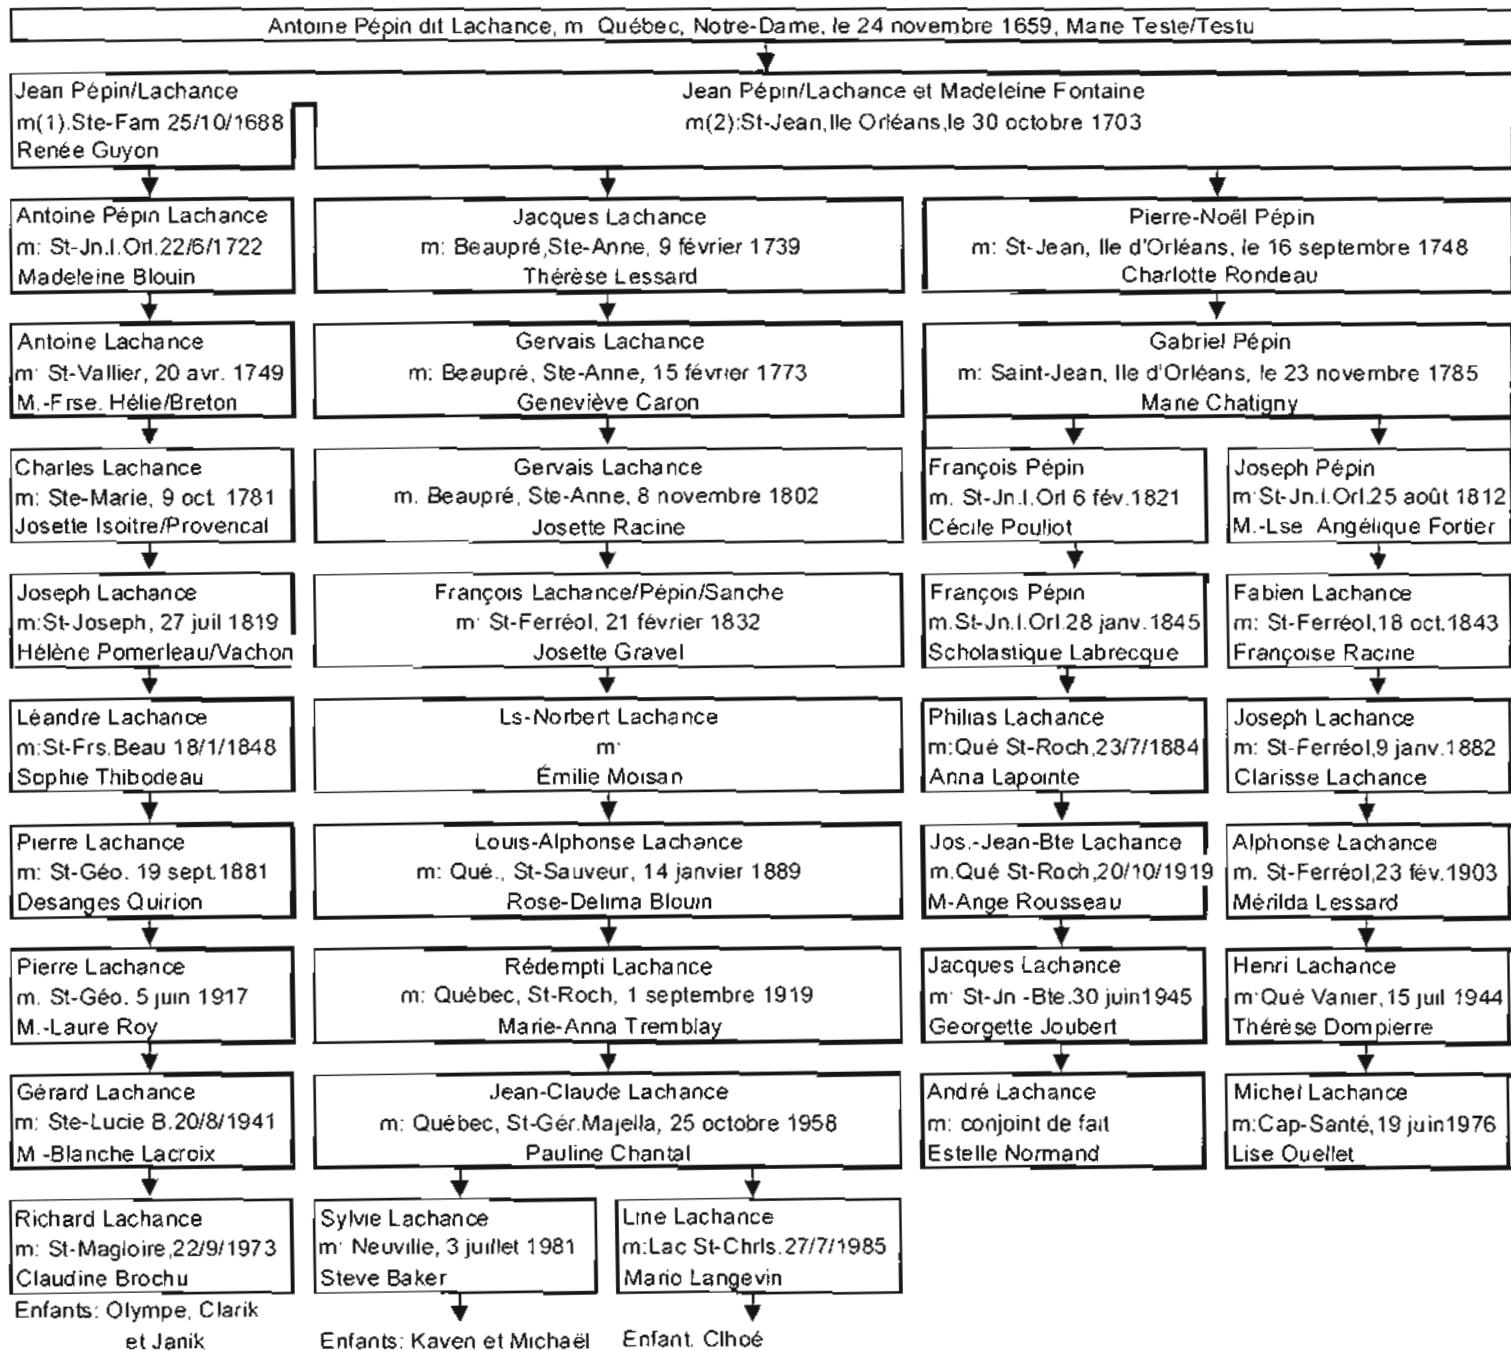 Antoine Pépin dit Lachance, m Québec, Notre-Dame, le 24 novembre 1659, Marie Teste/Testu
Jean Pépin/Lachance
m(1).Ste-Fam 25/10/1688
Renée Guyon
Jean Pépin/Lachance et Madeleine Fontaine
m(2):St-Jean,Ile Orléans,le 30 octobre 1703
Antoine Pépin Lachance
m: St-Jn.I.Orl.22/6/1722
Madeleine Blouin
Jacques Lachance
m: Beaupré,Ste-Anne, 9 février 1739
Thérèse Lessard
Pierre-Noël Pépin
m: St-Jean, Ile d'Orléans, le 16 septembre 1748
Charlotte Rondeau
Antoine Lachance
m: St-Vallier, 20 avr. 1749
M.-Frse. Hélie/Breton
Gervais Lachance
m: Beaupré, Ste-Anne, 15 février 1773
Geneviève Caron
Gabriel Pépin
m: Saint-Jean, Ile d'Orléans, le 23 novembre 1785
Marie Chatigny
Charles Lachance
m: Ste-Marie, 9 oct. 1781
Josette Isoitre/Provencal
Gervais Lachance
m. Beaupré, Ste-Anne, 8 novembre 1802
Josette Racine
François Pépin
m. St-Jn.I.Orl 6 fév.1821
Cécile Pouliot
Joseph Pépin
m:St-Jn.I.Orl.25 août 1812
M.-Lse Angélique Fortier
Joseph Lachance
m:St-Joseph, 27 juil 1819
Hélène Pomerleau/Vachon
François Lachance/Pépin/Sanche
m: St-Ferréol, 21 février 1832
Josette Gravel
François Pépin
m.St-Jn.I.Orl.28 janv.1845
Scholastique Labrecque
Fabien Lachance
m: St-Ferréol,18 oct.1843
Françoise Racine
Léandre Lachance
m:St-Frs.Beau 18/1/1848
Sophie Thibodeau
Ls-Norbert Lachance
m:
Émilie Moisan
Philias Lachance
m:Qué St-Roch,23/7/1884
Anna Lapointe
Joseph Lachance
m: St-Ferréol,9 janv.1882
Clarisse Lachance
Pierre Lachance
m: St-Géo. 19 sept.1881
Desanges Quirion
Louis-Alphonse Lachance
m: Qué., St-Sauveur, 14 janvier 1889
Rose-Delima Blouin
Jos.-Jean-Bte Lachance
m.Qué St-Roch,20/10/1919
M-Ange Rousseau
Alphonse Lachance
m. St-Ferréol,23 fév.1903
Mérilda Lessard
Pierre Lachance
m. St-Géo. 5 juin 1917
M.-Laure Roy
Rédempti Lachance
m: Québec, St-Roch, 1 septembre 1919
Marie-Anna Tremblay
Jacques Lachance
m: St-Jn -Bte.30 juin1945
Georgette Joubert
Henri Lachance
m:Qué Vanier,15 juil 1944
Thérèse Dompierre
Gérard Lachance
m: Ste-Lucie B.20/8/1941
M -Blanche Lacroix
Jean-Claude Lachance
m: Québec, St-Gér.Majella, 25 octobre 1958
Pauline Chantal
André Lachance
m: conjoint de fait
Estelle Normand
Michel Lachance
m:Cap-Santé,19 juin1976
Lise Ouellet
Richard Lachance
m: St-Magloire,22/9/1973
Claudine Brochu
Sylvie Lachance
m: Neuville, 3 juillet 1981
Steve Baker
Line Lachance
m:Lac St-Chrls.27/7/1985
Mario Langevin
Enfants: Olympe, Clarik
et Janik
Enfants: Kaven et Michaël
Enfant. Clhoé